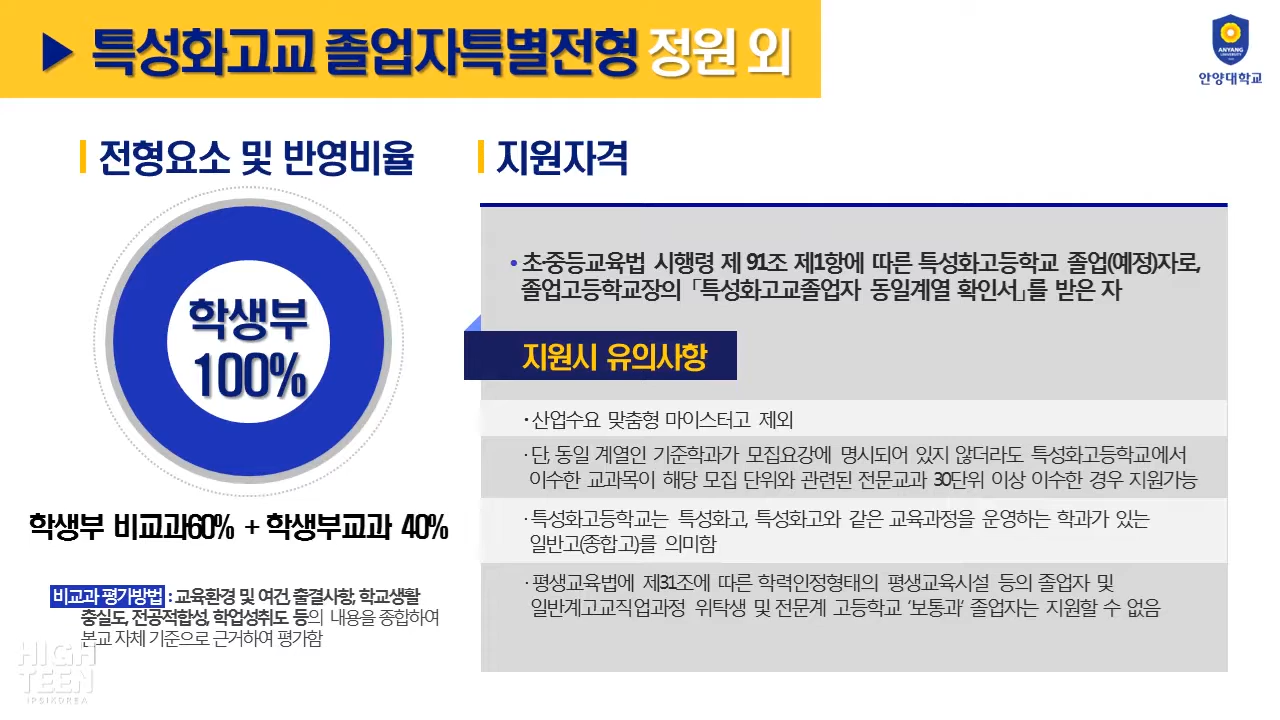 ▶ 특성화고교 졸업자특별전형 정원 외
ANYANG
UNIVERSITY
안양대학교
전형요소 및 반영비율
학생부
100%
학생부 비교과60% + 학생부교과 40%
비교과 평가방법 : 교육환경 및 여건, 출결사항, 학교생활
충실도, 전공적합성, 학업성취도 등의 내용을 종합하여
본교 자체 기준으로 근거하여 평가함
지원자격
• 초·중등교육법 시행령 제 91조 제1항에 따른 특성화고등학교 졸업(예정)자로,
졸업고등학교장의 「특성화고교졸업자 동일계열 확인서」를 받은 자
지원시 유의사항
· 산업수요 맞춤형 마이스터고 제외
· 단, 동일 계열인 기준학과가 모집요강에 명시되어 있지 않더라도 특성화고등학교에서
이수한 교과목이 해당 모집 단위와 관련된 전문교과 30단위 이상 이수한 경우 지원가능
· 특성화고등학교는 특성화고, 특성화고와 같은 교육과정을 운영하는 학과가 있는
일반고(종합고)를 의미함
· 평생교육법에 제31조에 따른 학력인정형태의 평생교육시설 등의 졸업자 및
일반계고교직업과정 위탁생 및 전문계 고등학교 ‘보통과’ 졸업자는 지원할 수 없음
HIGH
TEEN
IPSIKOREA